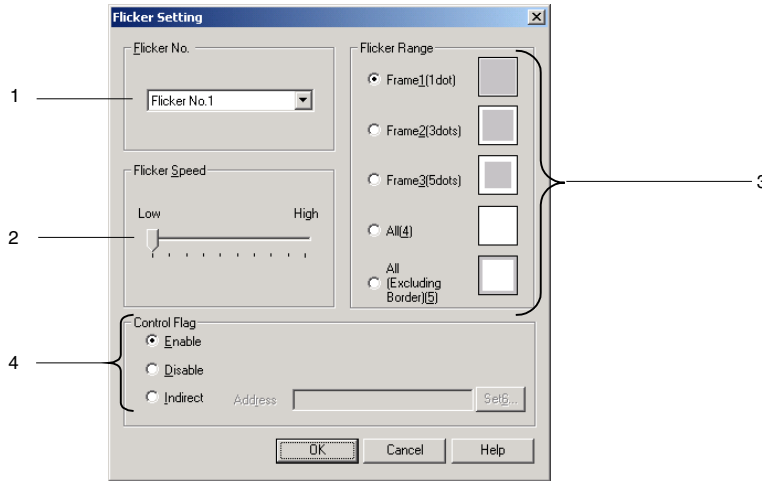 Flicker Setting
Flicker No.
1
Flicker No.1
Flicker Speed
2
Low High
Flicker Range
Frame1(1dot)
Frame2(3dots)
Frame3(5dots)
All(4)
All
(Excluding
Border)(5)
3
Control Flag
4
Enable
Disable
Indirect
Address
Set6...
OK Cancel Help